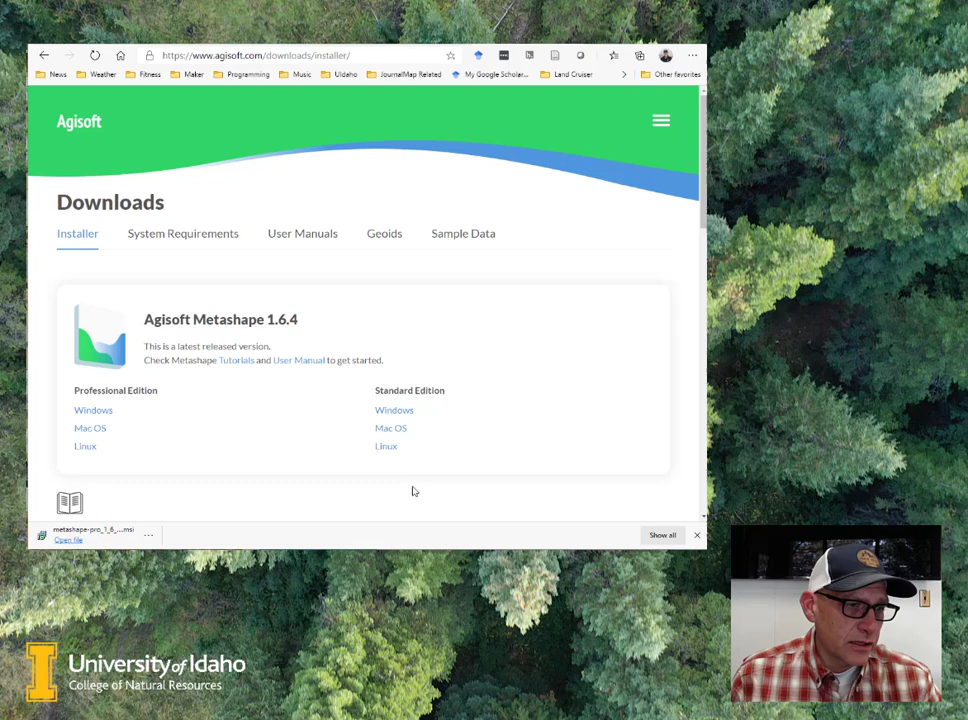 https://www.agisoft.com/downloads/installer/
News Weather Fitness Maker Programming Music UIdaho JournalMap Related My Google Scholar... Land Cruiser Other favorites
Agisoft
Downloads
Installer System Requirements User Manuals Geoids Sample Data
Agisoft Metashape 1.6.4
This is a latest released version.
Check Metashape Tutorials and User Manual to get started.
Professional Edition Standard Edition
Windows Windows
Mac OS Mac OS
Linux Linux
metashape-pro_1_6_....msi
Open file
Show all
I
University of Idaho
College of Natural Resources